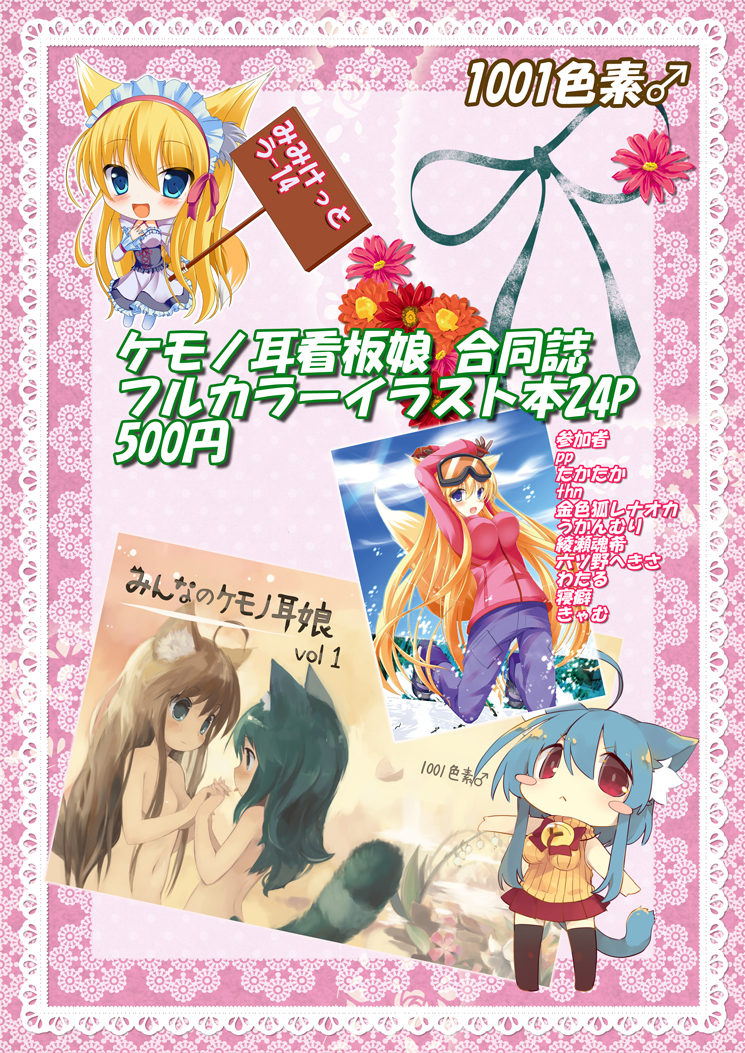 1001色素♂
みみけっと
う-14
ケモノ耳看板娘 合同誌
フルカラーイラスト本24P
500円
参加者
pp
たかたか
thn
金色狐レナオカ
うかんむり
綾瀬魂希
六ツ野へきさ
わたる
寝癖
きゃむ
みんなのケモノ耳娘
vol 1
1001色素♂